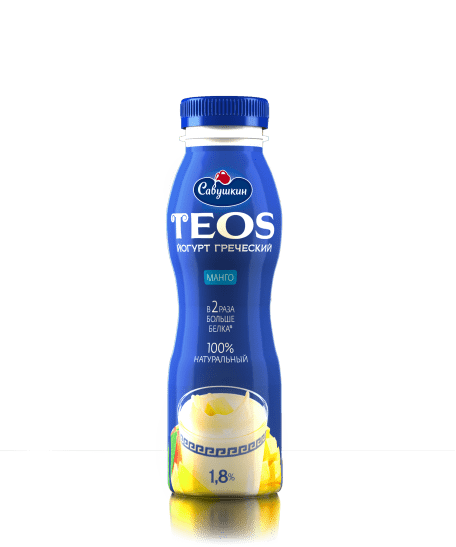 Савушкин
TEOS
ЙОГУРТ ГРЕЧЕСКИЙ
МАНГО
В 2 РАЗА
БОЛЬШЕ
БЕЛКА*
100%
НАТУРАЛЬНЫЙ
1,8%